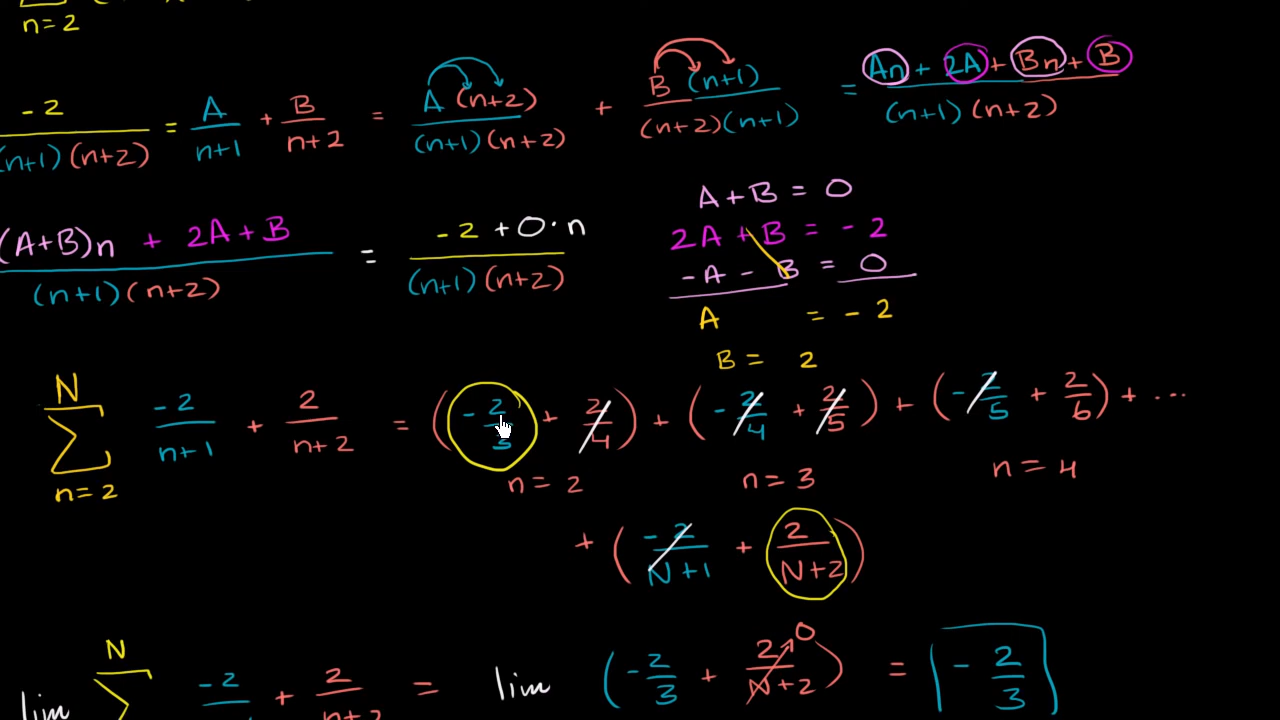 n=2
-2/((n+1)(n+2)) = A/(n+1) + B/(n+2) = A(n+2)/((n+1)(n+2)) + B(n+1)/((n+2)(n+1)) = (An + 2A + Bn + B)/((n+1)(n+2))
A+B = 0
((A+B)n + 2A+B)/((n+1)(n+2)) = (-2 + 0·n)/((n+1)(n+2))
2A + B = -2
-A - B = 0
A = -2
B = 2
N
∑ -2/(n+1) + 2/(n+2) = (-2/3 + 2/4) + (-2/4 + 2/5) + (-2/5 + 2/6) + ...
n=2 n=2 n=3 n=4
+ (-2/(N+1) + 2/(N+2))
N
lim ∑ -2 + 2/(n+2) = lim (-2/3 + 2/(N+2) 0) = -2/3